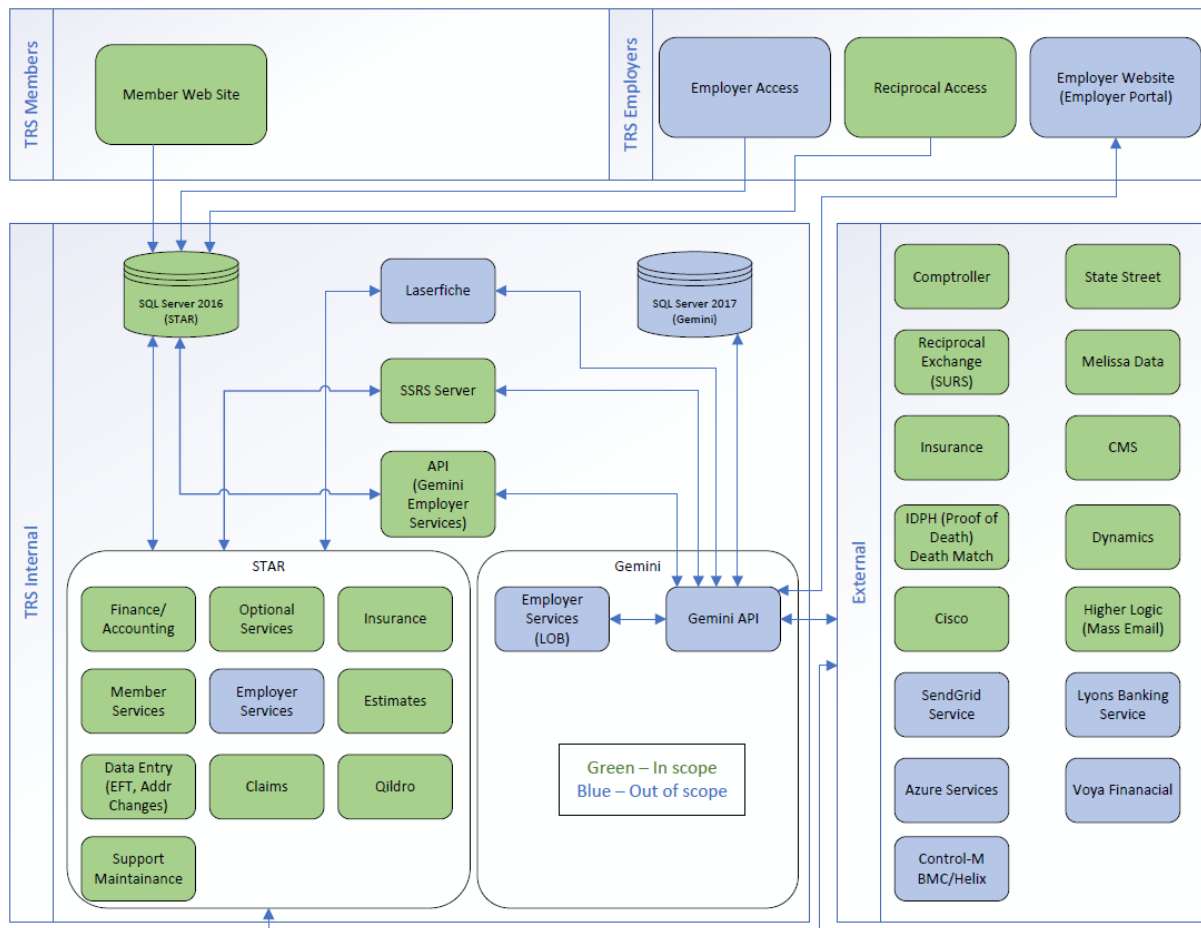 TRS Members
Member Web Site
TRS Employers
Employer Access
Reciprocal Access
Employer Website
(Employer Portal)
TRS Internal
SQL Server 2016
(STAR)
Laserfiche
SQL Server 2017
(Gemini)
SSRS Server
API
(Gemini
Employer
Services)
STAR
Finance/
Accounting
Optional
Services
Insurance
Member
Services
Employer
Services
Estimates
Data Entry
(EFT, Addr
Changes)
Claims
Qildro
Support
Maintainance
Gemini
Employer
Services
(LOB)
Gemini API
Green – In scope
Blue – Out of scope
External
Comptroller
State Street
Reciprocal
Exchange
(SURS)
Melissa Data
Insurance
CMS
IDPH (Proof of
Death)
Death Match
Dynamics
Cisco
Higher Logic
(Mass Email)
SendGrid
Service
Lyons Banking
Service
Azure Services
Voya Finanacial
Control-M
BMC/Helix